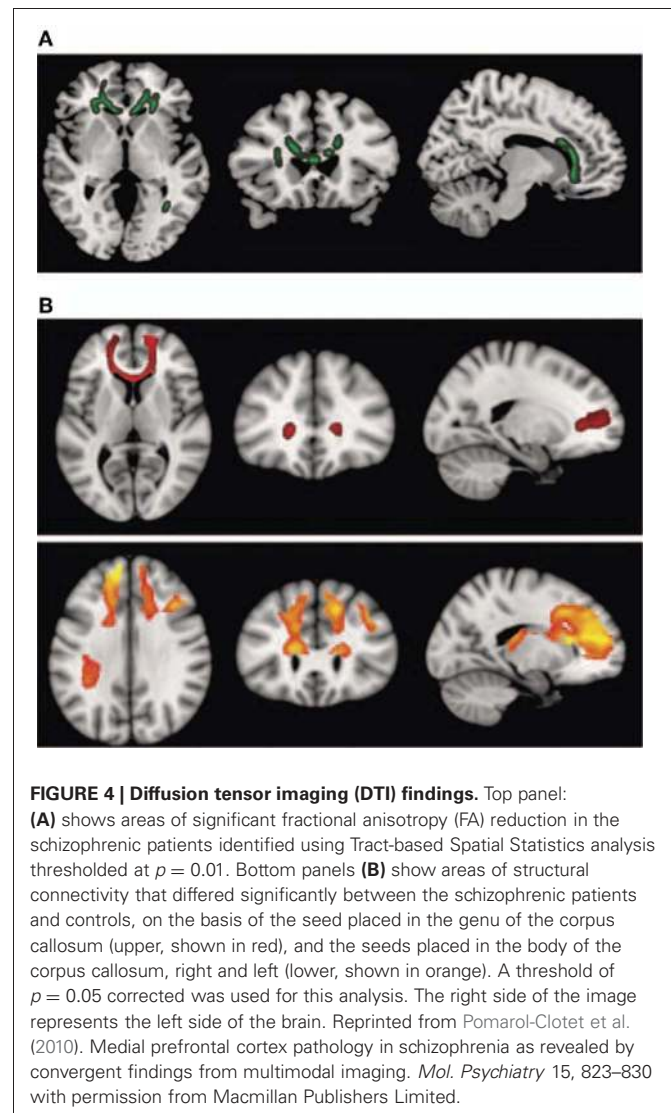 A
B
FIGURE 4 | Diffusion tensor imaging (DTI) findings. Top panel:
(A) shows areas of significant fractional anisotropy (FA) reduction in the
schizophrenic patients identified using Tract-based Spatial Statistics analysis
thresholded at p = 0.01. Bottom panels (B) show areas of structural
connectivity that differed significantly between the schizophrenic patients
and controls, on the basis of the seed placed in the genu of the corpus
callosum (upper, shown in red), and the seeds placed in the body of the
corpus callosum, right and left (lower, shown in orange). A threshold of
p = 0.05 corrected was used for this analysis. The right side of the image
represents the left side of the brain. Reprinted from Pomarol-Clotet et al.
(2010). Medial prefrontal cortex pathology in schizophrenia as revealed by
convergent findings from multimodal imaging. Mol. Psychiatry 15, 823–830
with permission from Macmillan Publishers Limited.